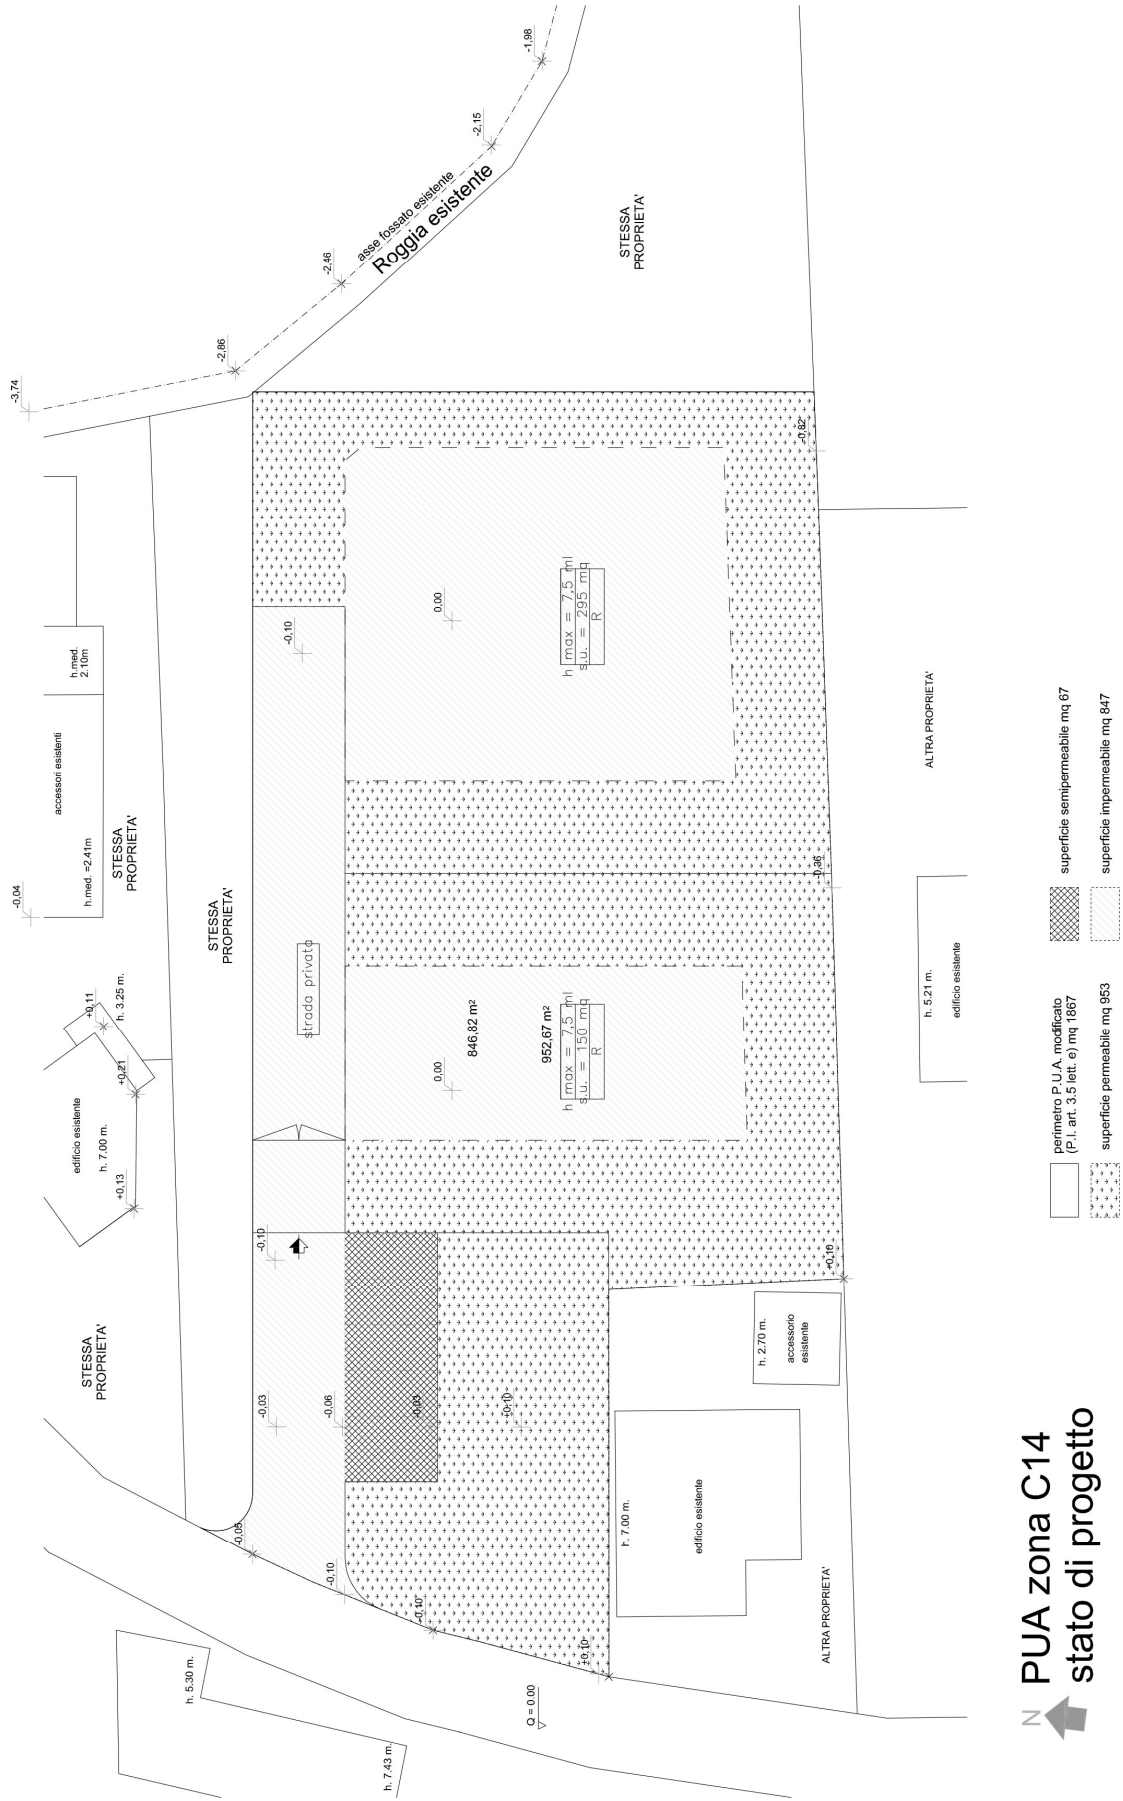 -1,98
-2,15
asse fossato esistente
Roggia esistente
-2,46
-2,86
-3,74
STESSA
PROPRIETA'
-0,82
h.med.
2.10m
accessori esistenti
h.med. =2.41m
-0,04
STESSA
PROPRIETA'
STESSA
PROPRIETA'
-0,10
0,00
h max = 7,5 ml
s.u. = 295 mq
R
ALTRA PROPRIETA'
-0,36
strada privata
+0,11
h. 3.25 m.
+0,21
edificio esistente
h. 7.00 m.
+0,13
0,00
846,82 m²
952,67 m²
h max = 7,5 ml
s.u. = 150 mq
R
h. 5.21 m.
edificio esistente
-0,10
+0,10
STESSA
PROPRIETA'
-0,03
-0,06
-0,03
+0,10
h. 2.70 m.
accessorio
esistente
h. 7.00 m.
edificio esistente
-0,05
-0,10
-0,10
+0,10
ALTRA PROPRIETA'
h. 5.30 m.
h. 7.43 m.
Q = 0.00
N
PUA zona C14
stato di progetto
perimetro P.U.A. modificato
(P.I. art. 3.5 lett. e) mq 1867
superficie permeabile mq 953
superficie semipermeabile mq 67
superficie impermeabile mq 847